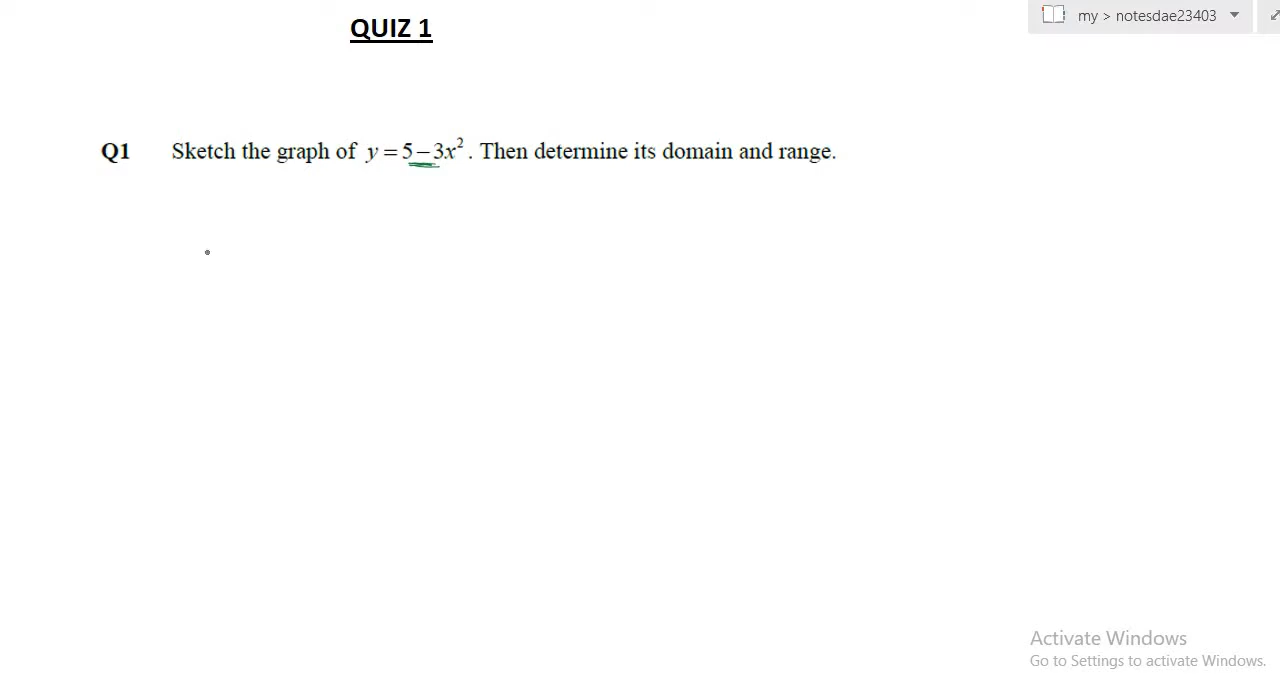 QUIZ 1
my > notesdae23403
Q1 Sketch the graph of y = 5 − 3x². Then determine its domain and range.
Activate Windows
Go to Settings to activate Windows.